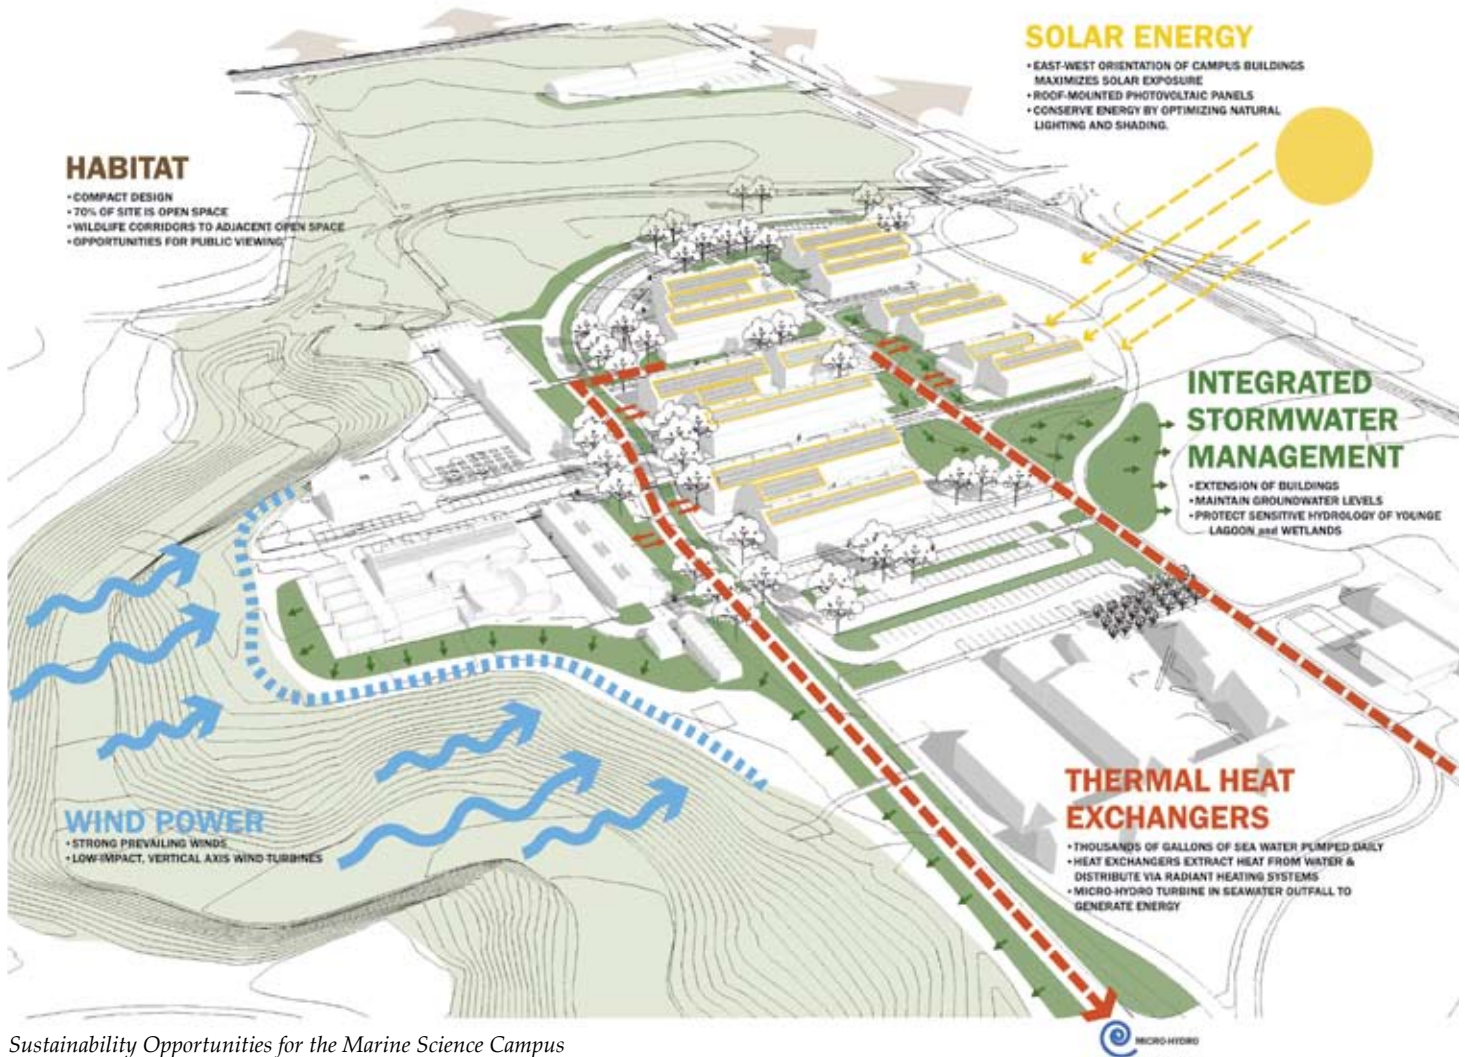 SOLAR ENERGY
• EAST-WEST ORIENTATION OF CAMPUS BUILDINGS
MAXIMIZES SOLAR EXPOSURE
• ROOF-MOUNTED PHOTOVOLTAIC PANELS
• CONSERVE ENERGY BY OPTIMIZING NATURAL
LIGHTING AND SHADING.
HABITAT
• COMPACT DESIGN
• 70% OF SITE IS OPEN SPACE
• WILDLIFE CORRIDORS TO ADJACENT OPEN SPACE
• OPPORTUNITIES FOR PUBLIC VIEWING
INTEGRATED
STORMWATER
MANAGEMENT
• EXTENSION OF BUILDINGS
• MAINTAIN GROUNDWATER LEVELS
• PROTECT SENSITIVE HYDROLOGY OF YOUNGE
LAGOON and WETLANDS
WIND POWER
• STRONG PREVAILING WINDS
• LOW-IMPACT, VERTICAL AXIS WIND TURBINES
THERMAL HEAT
EXCHANGERS
• THOUSANDS OF GALLONS OF SEA WATER PUMPED DAILY
• HEAT EXCHANGERS EXTRACT HEAT FROM WATER &
DISTRIBUTE VIA RADIANT HEATING SYSTEMS
• MICRO-HYDRO TURBINE IN SEAWATER OUTFALL TO
GENERATE ENERGY
MICRO-HYDRO
Sustainability Opportunities for the Marine Science Campus